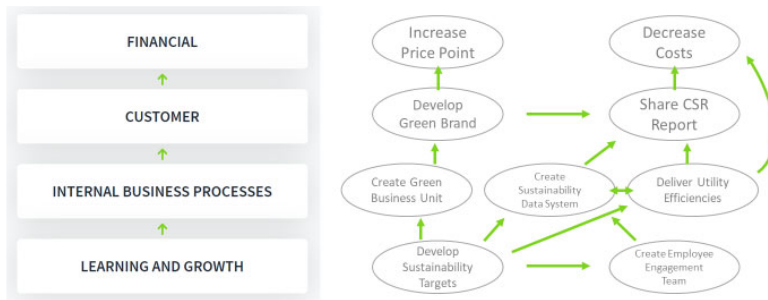 FINANCIAL
CUSTOMER
INTERNAL BUSINESS PROCESSES
LEARNING AND GROWTH
Increase
Price Point
Decrease
Costs
Develop
Green Brand
Share CSR
Report
Create Green
Business Unit
Create
Sustainability
Data System
Deliver Utility
Efficiencies
Develop
Sustainability
Targets
Create Employee
Engagement
Team